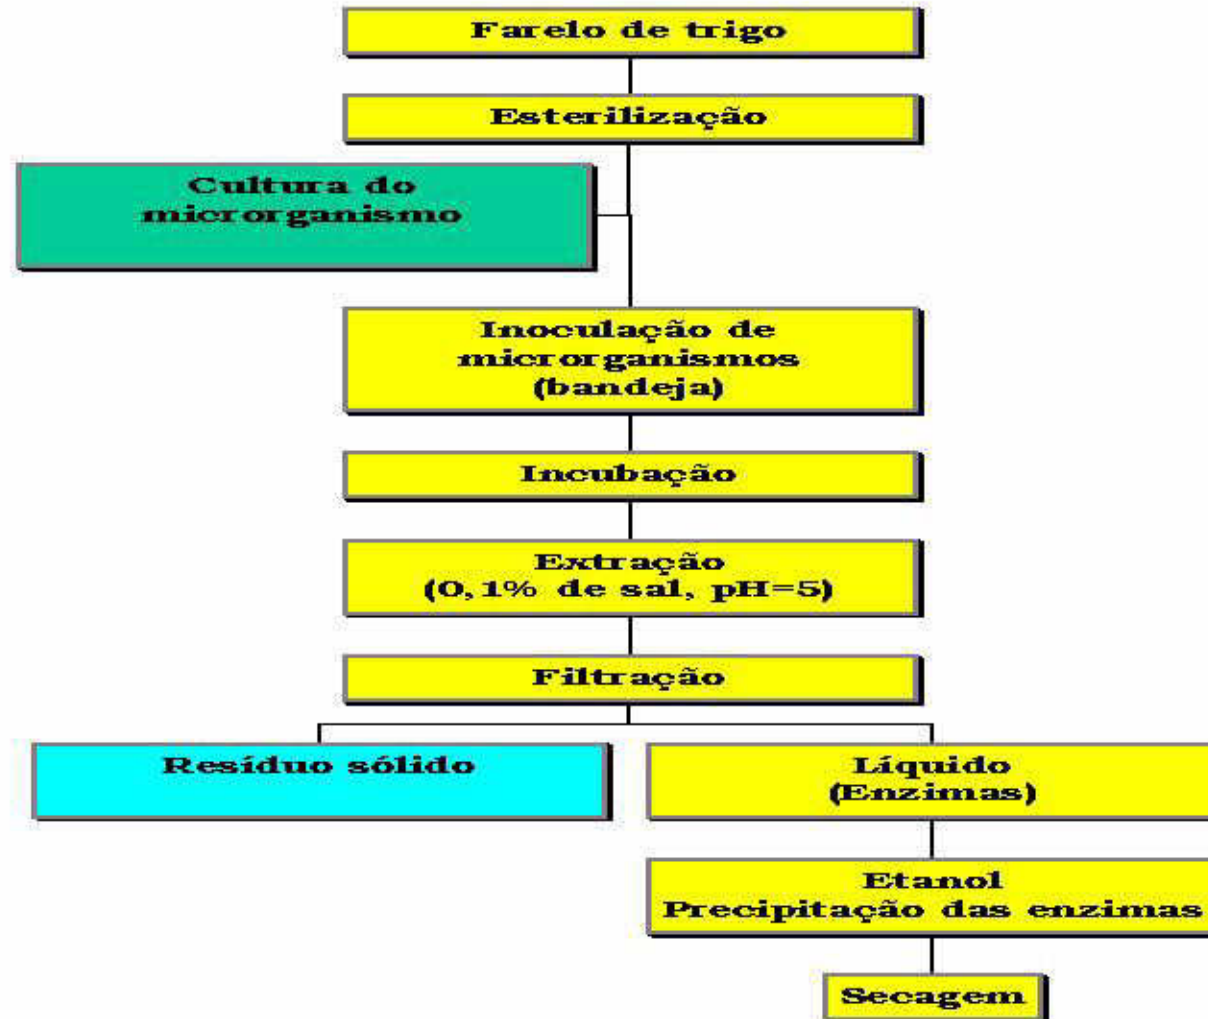 Farelo de trigo
Esterilização
Cultura do
microrganismo
Inoculação de
microrganismos
(bandeja)
Incubação
Extração
(0,1% de sal, pH=5)
Filtração
Resíduo sólido
Líquido
(Enzimas)
Etanol
Precipitação das enzimas
Secagem